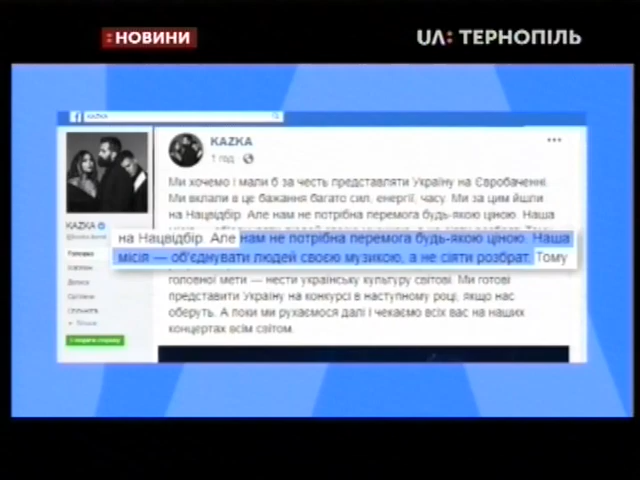 :НОВИНИ
UA: ТЕРНОПІЛЬ
KAZKA
KAZKA
1 год
Ми хочемо і мали б за честь представляти Україну на Євробаченні.
Ми вклали в це бажання багато сил, енергії, часу. Ми за цим йшли
на Нацвідбір. Але нам не потрібна перемога будь-якою ціною. Наша
на Нацвідбір. Але нам не потрібна перемога будь-якою ціною. Наша
місія — об'єднувати людей своєю музикою, а не сіяти розбрат. Тому
головної мети — нести українську культуру світові. Ми готові
представити Україну на конкурсі в наступному році, якщо нас
оберуть. А поки ми рухаємося далі і чекаємо всіх вас на наших
концертах всім світом.
KAZKA
Головна